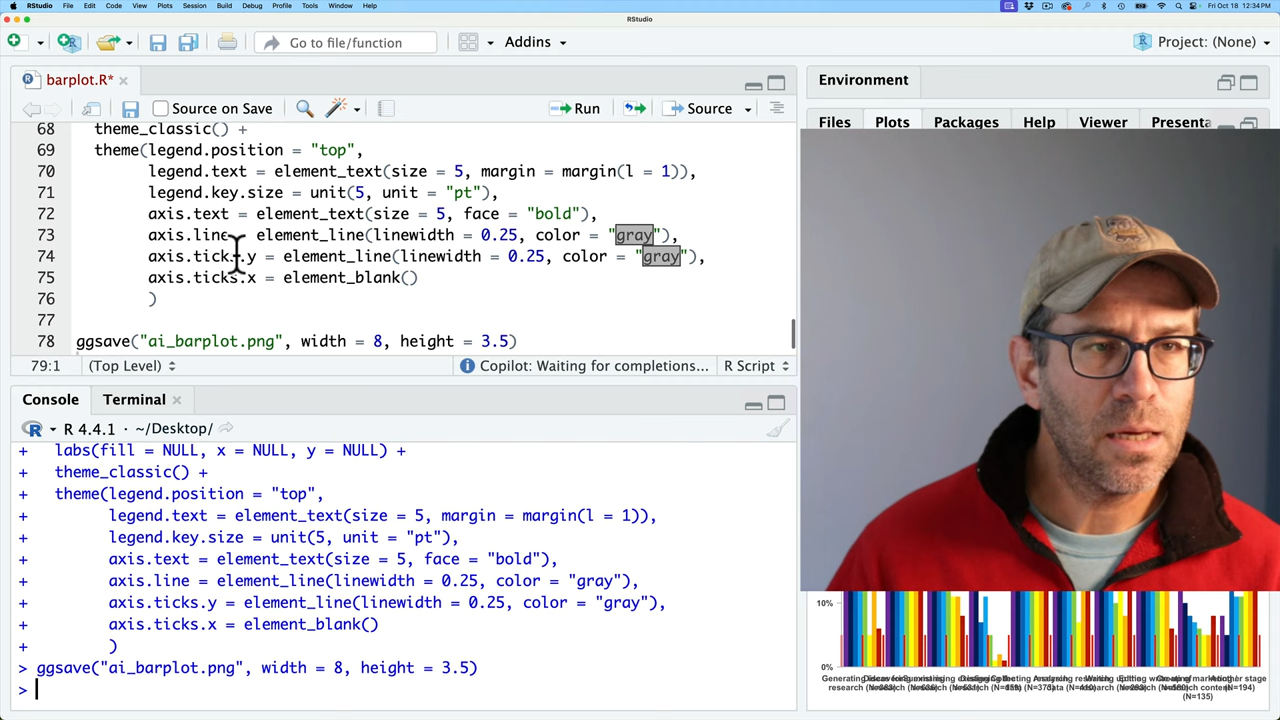 RStudio File Edit Code View Plots Session Build Debug Profile Tools Window Help Fri Oct 18 12:34 PM
RStudio
Go to file/function Addins Project: (None)
barplot.R*
Source on Save Run Source
68 theme_classic() +
69 theme(legend.position = "top",
70 legend.text = element_text(size = 5, margin = margin(l = 1)),
71 legend.key.size = unit(5, unit = "pt"),
72 axis.text = element_text(size = 5, face = "bold"),
73 axis.line = element_line(linewidth = 0.25, color = "gray"),
74 axis.ticks.y = element_line(linewidth = 0.25, color = "gray"),
75 axis.ticks.x = element_blank()
76 )
77
78 ggsave("ai_barplot.png", width = 8, height = 3.5)
79:1 (Top Level) Copilot: Waiting for completions... R Script
Console Terminal
R 4.4.1 · ~/Desktop/
+ labs(fill = NULL, x = NULL, y = NULL) +
+ theme_classic() +
+ theme(legend.position = "top",
+ legend.text = element_text(size = 5, margin = margin(l = 1)),
+ legend.key.size = unit(5, unit = "pt"),
+ axis.text = element_text(size = 5, face = "bold"),
+ axis.line = element_line(linewidth = 0.25, color = "gray"),
+ axis.ticks.y = element_line(linewidth = 0.25, color = "gray"),
+ axis.ticks.x = element_blank()
+ )
> ggsave("ai_barplot.png", width = 8, height = 3.5)
>
Environment
Files Plots Packages Help Viewer Presenta
10%
0%
(N=135)